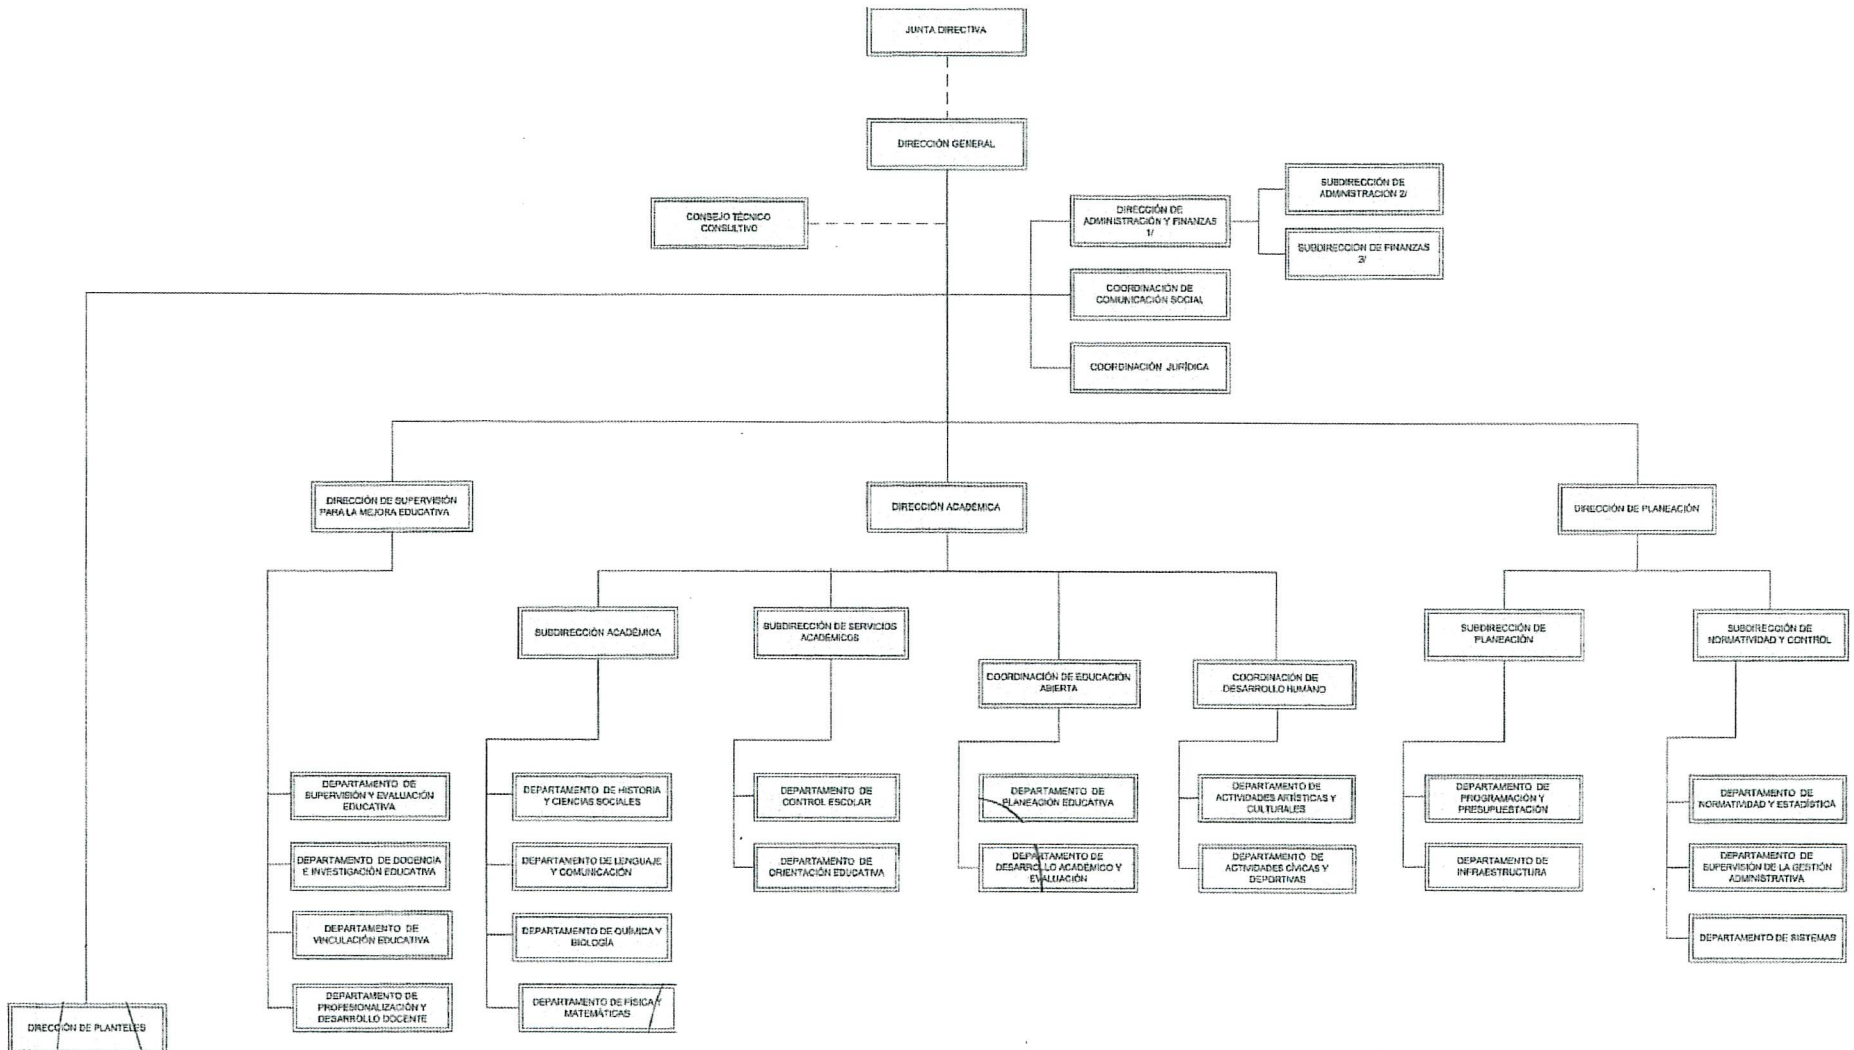 JUNTA DIRECTIVA
DIRECCIÓN GENERAL
CONSEJO TÉCNICO
CONSULTIVO
DIRECCIÓN DE
ADMINISTRACIÓN Y FINANZAS
1/
SUBDIRECCIÓN DE
ADMINISTRACIÓN 2/
SUBDIRECCIÓN DE FINANZAS
3/
COORDINACIÓN DE
COMUNICACIÓN SOCIAL
COORDINACIÓN JURÍDICA
DIRECCIÓN DE SUPERVISIÓN
PARA LA MEJORA EDUCATIVA
DIRECCIÓN ACADÉMICA
DIRECCIÓN DE PLANEACIÓN
SUBDIRECCIÓN ACADÉMICA
SUBDIRECCIÓN DE SERVICIOS
ACADÉMICOS
COORDINACIÓN DE EDUCACIÓN
ABIERTA
COORDINACIÓN DE
DESARROLLO HUMANO
SUBDIRECCIÓN DE
PLANEACIÓN
SUBDIRECCIÓN DE
NORMATIVIDAD Y CONTROL
DEPARTAMENTO DE
SUPERVISIÓN Y EVALUACIÓN
EDUCATIVA
DEPARTAMENTO DE HISTORIA
Y CIENCIAS SOCIALES
DEPARTAMENTO DE
CONTROL ESCOLAR
DEPARTAMENTO DE
PLANEACIÓN EDUCATIVA
DEPARTAMENTO DE
ACTIVIDADES ARTÍSTICAS Y
CULTURALES
DEPARTAMENTO DE
PROGRAMACIÓN Y
PRESUPUESTACIÓN
DEPARTAMENTO DE
NORMATIVIDAD Y ESTADÍSTICA
DEPARTAMENTO DE DOCENCIA
E INVESTIGACIÓN EDUCATIVA
DEPARTAMENTO DE LENGUAJE
Y COMUNICACIÓN
DEPARTAMENTO DE
ORIENTACIÓN EDUCATIVA
DEPARTAMENTO DE
DESARROLLO ACADÉMICO Y
EVALUACIÓN
DEPARTAMENTO DE
ACTIVIDADES CÍVICAS Y
DEPORTIVAS
DEPARTAMENTO DE
INFRAESTRUCTURA
DEPARTAMENTO DE
SUPERVISIÓN DE LA GESTIÓN
ADMINISTRATIVA
DEPARTAMENTO DE
VINCULACIÓN EDUCATIVA
DEPARTAMENTO DE QUÍMICA Y
BIOLOGÍA
DEPARTAMENTO DE SISTEMAS
DEPARTAMENTO DE
PROFESIONALIZACIÓN Y
DESARROLLO DOCENTE
DEPARTAMENTO DE FÍSICA Y
MATEMÁTICAS
DIRECCIÓN DE PLANTELES